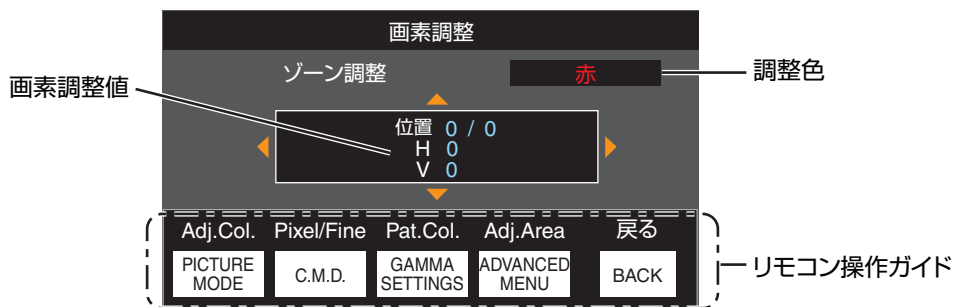 画素調整
ゾーン調整 赤
調整色
画素調整値
位置 0 / 0
H 0
V 0
Adj.Col. Pixel/Fine Pat.Col. Adj.Area 戻る
PICTURE MODE C.M.D. GAMMA SETTINGS ADVANCED MENU BACK
リモコン操作ガイド